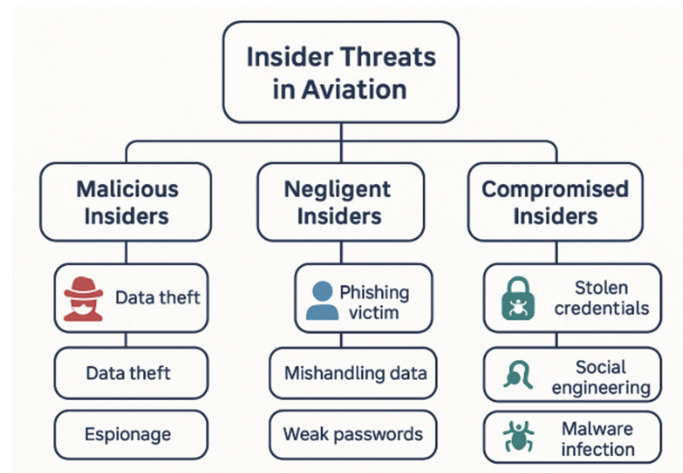 Insider Threats
in Aviation
Malicious
Insiders
Negligent
Insiders
Compromised
Insiders
Data theft
Phishing
victim
Stolen
credentials
Data theft
Mishandling data
Social
engineering
Espionage
Weak passwords
Malware
infection